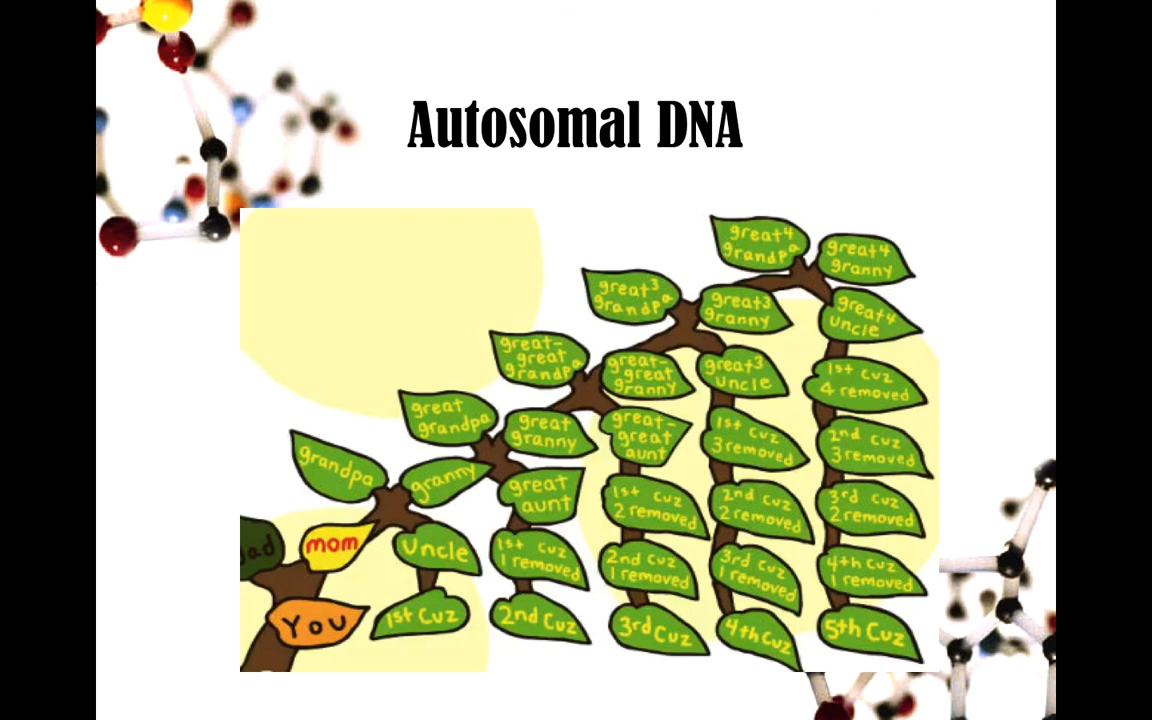 Autosomal DNA
great4
grandpa
great4
granny
great3
grandpa
great3
granny
great4
uncle
great-
great
grandpa
great-
great
granny
great3
uncle
1st cuz
4 removed
great
grandpa
great
granny
great-
great
aunt
1st cuz
3 removed
2nd cuz
3 removed
grandpa
granny
great
aunt
1st cuz
2 removed
2nd cuz
2 removed
3rd cuz
2 removed
ad
mom
uncle
1st cuz
1 removed
2nd cuz
1 removed
3rd cuz
1 removed
4th cuz
1 removed
You
1st Cuz
2nd Cuz
3rd Cuz
4th Cuz
5th Cuz